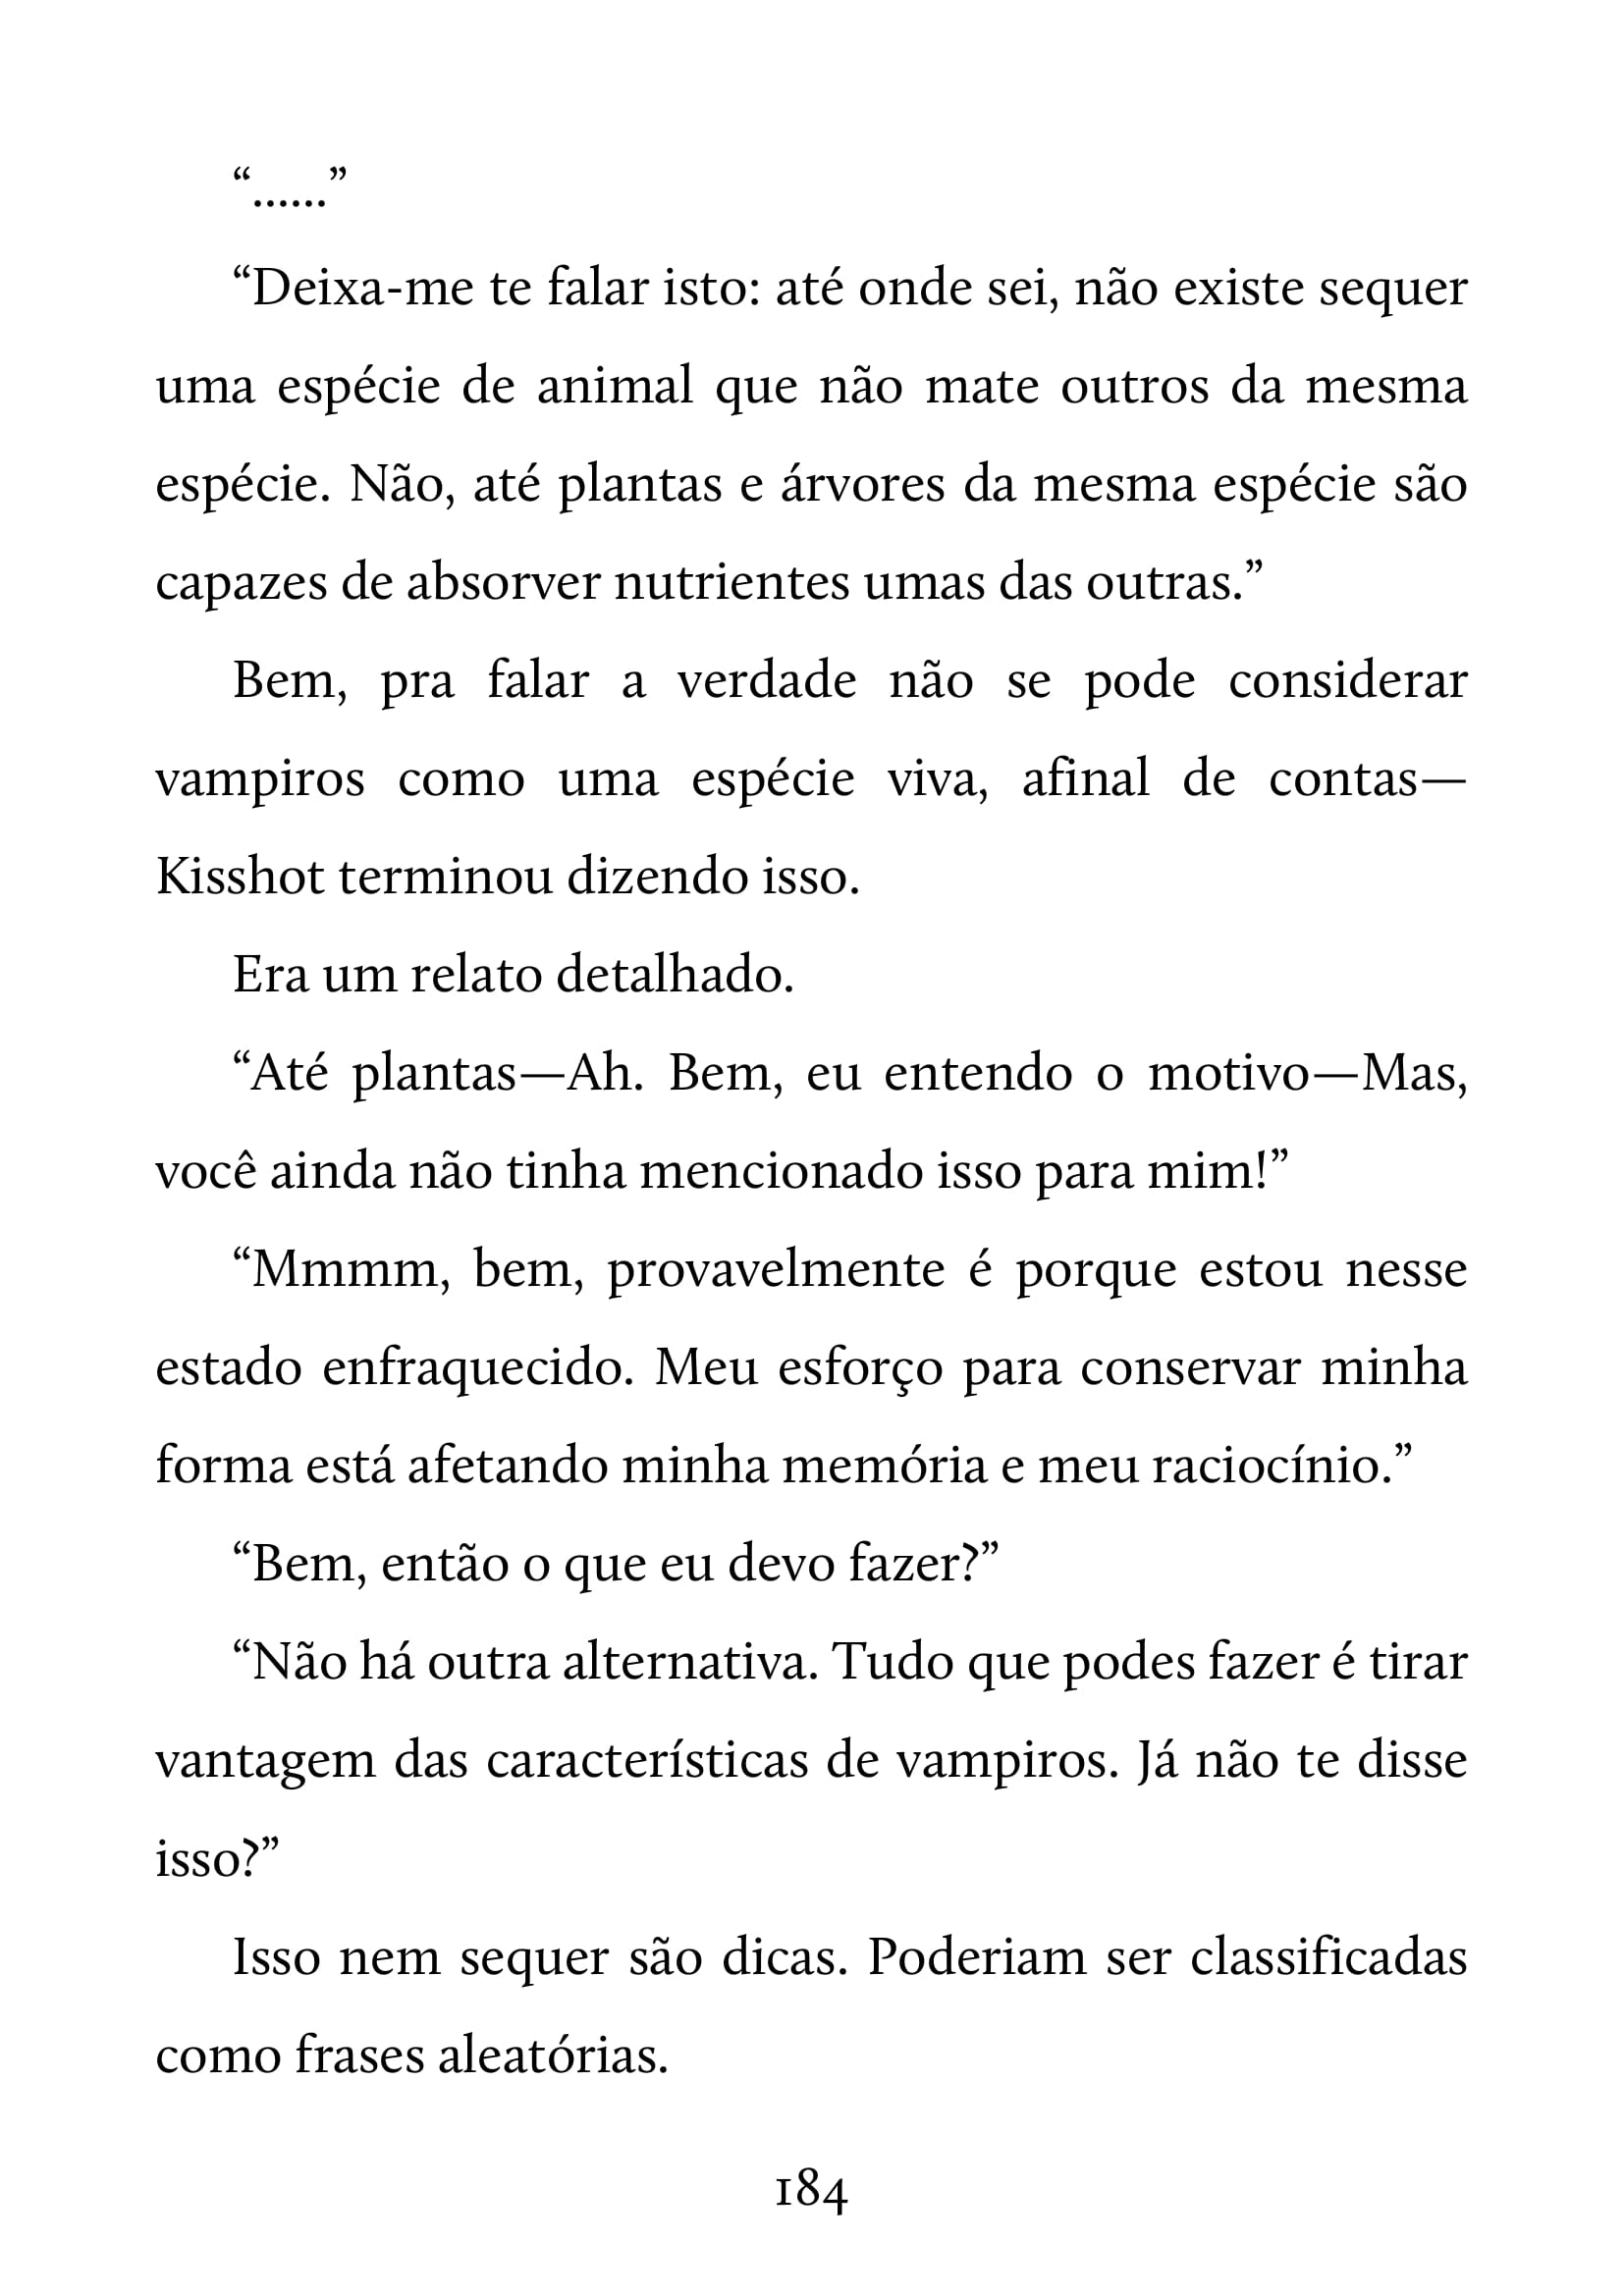 “......”
“Deixa-me te falar isto: até onde sei, não existe sequer
uma espécie de animal que não mate outros da mesma
espécie. Não, até plantas e árvores da mesma espécie são
capazes de absorver nutrientes umas das outras.”
Bem, pra falar a verdade não se pode considerar
vampiros como uma espécie viva, afinal de contas—
Kisshot terminou dizendo isso.
Era um relato detalhado.
“Até plantas—Ah. Bem, eu entendo o motivo—Mas,
você ainda não tinha mencionado isso para mim!”
“Mmmm, bem, provavelmente é porque estou nesse
estado enfraquecido. Meu esforço para conservar minha
forma está afetando minha memória e meu raciocínio.”
“Bem, então o que eu devo fazer?”
“Não há outra alternativa. Tudo que podes fazer é tirar
vantagem das características de vampiros. Já não te disse
isso?”
Isso nem sequer são dicas. Poderiam ser classificadas
como frases aleatórias.
184